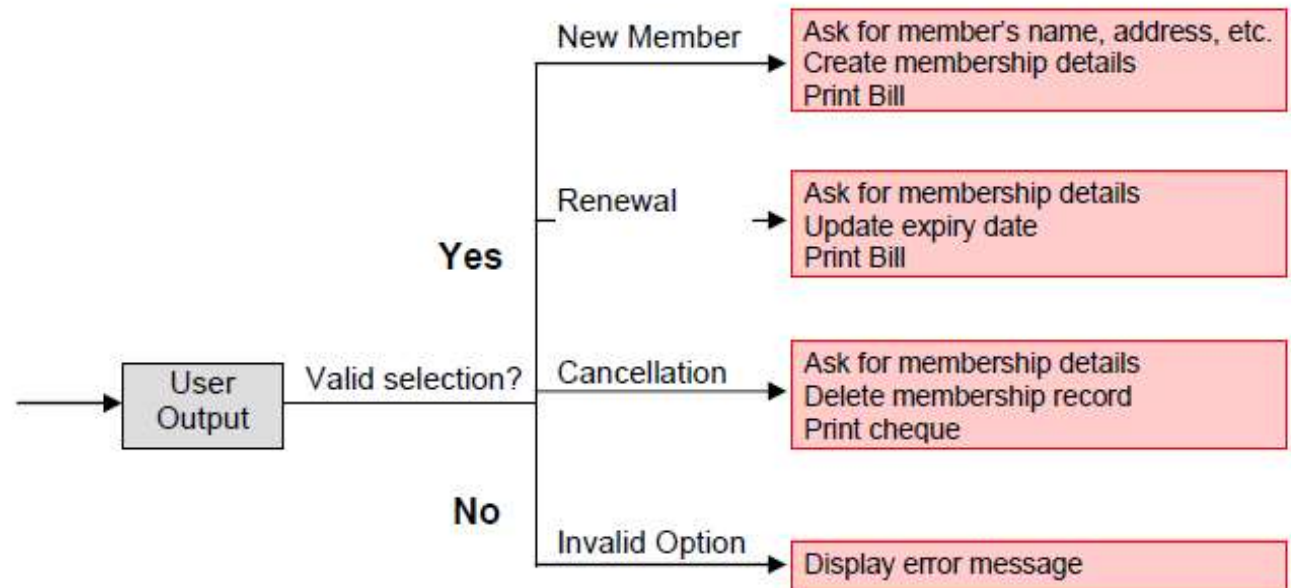 New Member
Ask for member's name, address, etc.
Create membership details
Print Bill
Renewal
Ask for membership details
Update expiry date
Print Bill
Yes
User
Output
Valid selection?
Cancellation
Ask for membership details
Delete membership record
Print cheque
No
Invalid Option
Display error message